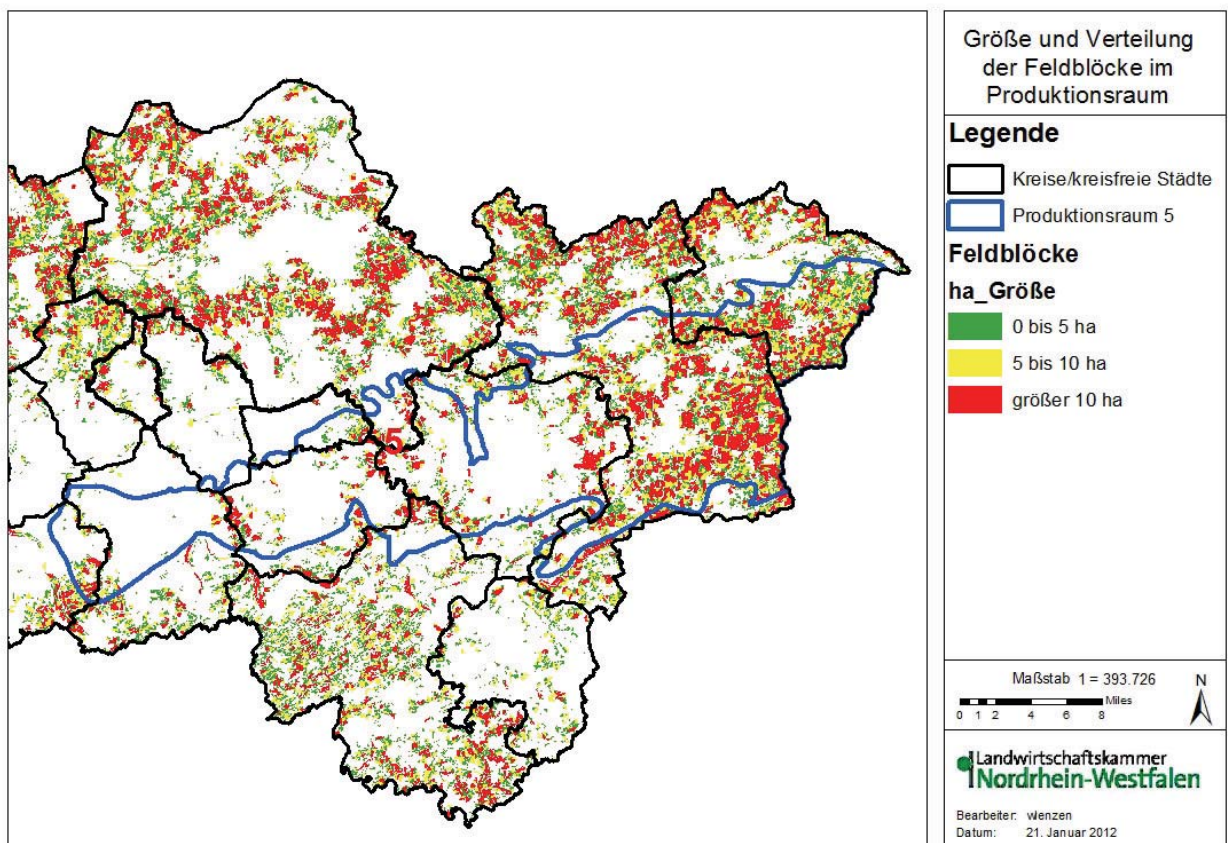 Größe und Verteilung
der Feldblöcke im
Produktionsraum
Legende
Kreise/kreisfreie Städte
Produktionsraum 5
Feldblöcke
ha_Größe
0 bis 5 ha
5 bis 10 ha
größer 10 ha
5
Maßstab 1 = 393.726
N
Miles
0 1 2 4 6 8
Landwirtschaftskammer
Nordrhein-Westfalen
Bearbeiter: wlenzen
Datum: 21. Januar 2012